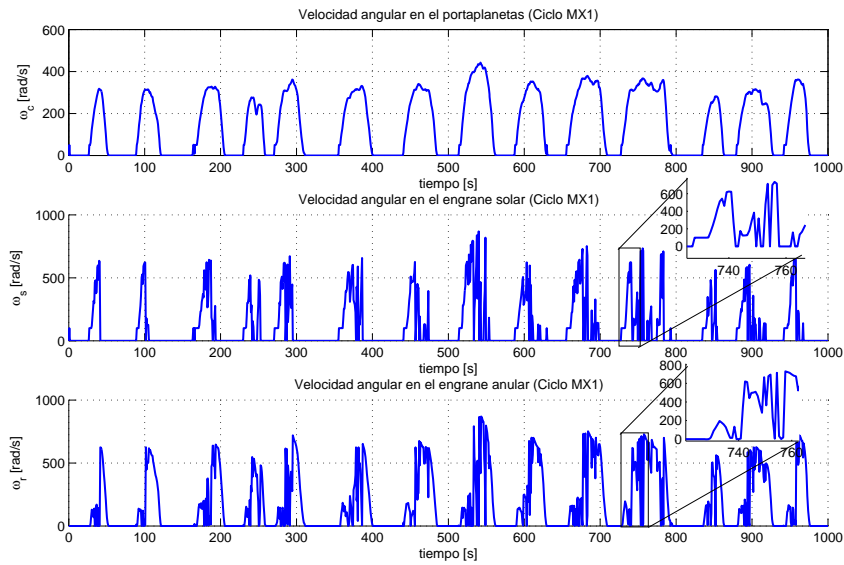 Velocidad angular en el portaplanetas (Ciclo MX1)
600
400
200
0
ω_c [rad/s]
0 100 200 300 400 500 600 700 800 900 1000
tiempo [s]
Velocidad angular en el engrane solar (Ciclo MX1)
1000
500
0
ω_s [rad/s]
0 100 200 300 400 500 600 700 800 900 1000
tiempo [s]
600
400
200
0
740 760
Velocidad angular en el engrane anular (Ciclo MX1)
1000
500
0
ω_r [rad/s]
0 100 200 300 400 500 600 700 800 900 1000
tiempo [s]
800
600
400
200
0
740 760